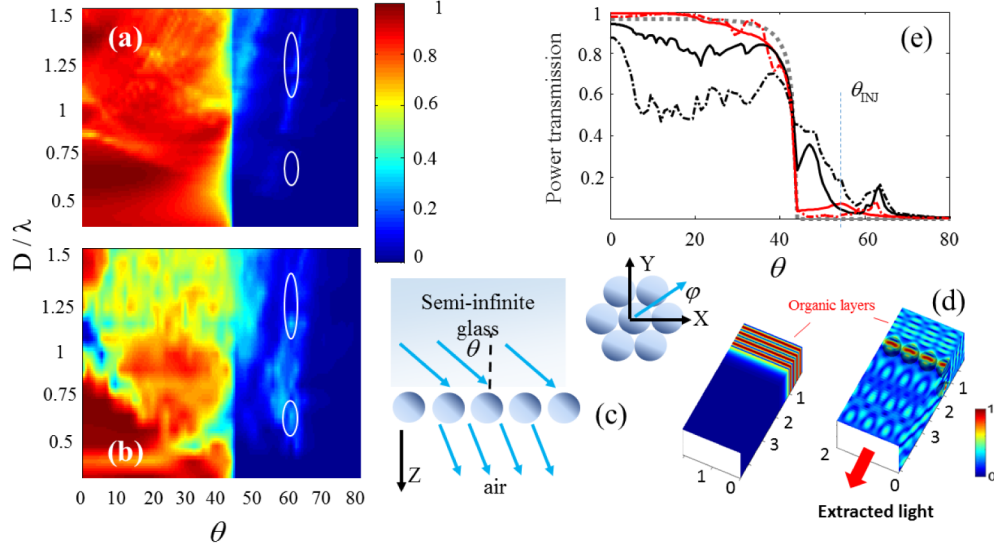 (a)
1.5
1.25
1
0.75
0.5
1
0.8
0.6
0.4
0.2
0
D / λ
(b)
1.5
1.25
1
0.75
0.5
0 10 20 30 40 50 60 70 80
θ
(e)
Power transmission
1
0.8
0.6
0.4
0.2
θINJ
0 20 40 60 80
θ
Semi-infinite
glass
θ
Z
air
(c)
Y
φ
X
Organic layers
(d)
1
2
3
1 0
1
2
3
2
0
1
0
Extracted light